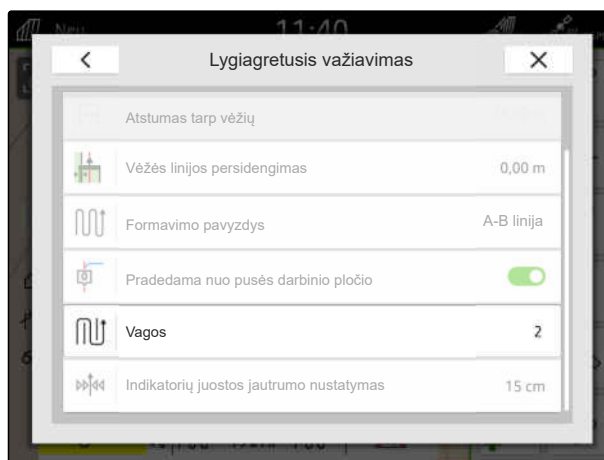 Neu
11:40
Lygiagretusis važiavimas
Atstumas tarp vėžių
Vėžės linijos persidengimas 0,00 m
Formavimo pavyzdys A-B linija
Pradedama nuo pusės darbinio pločio
Vagos 2
Indikatorių juostos jautrumo nustatymas 15 cm